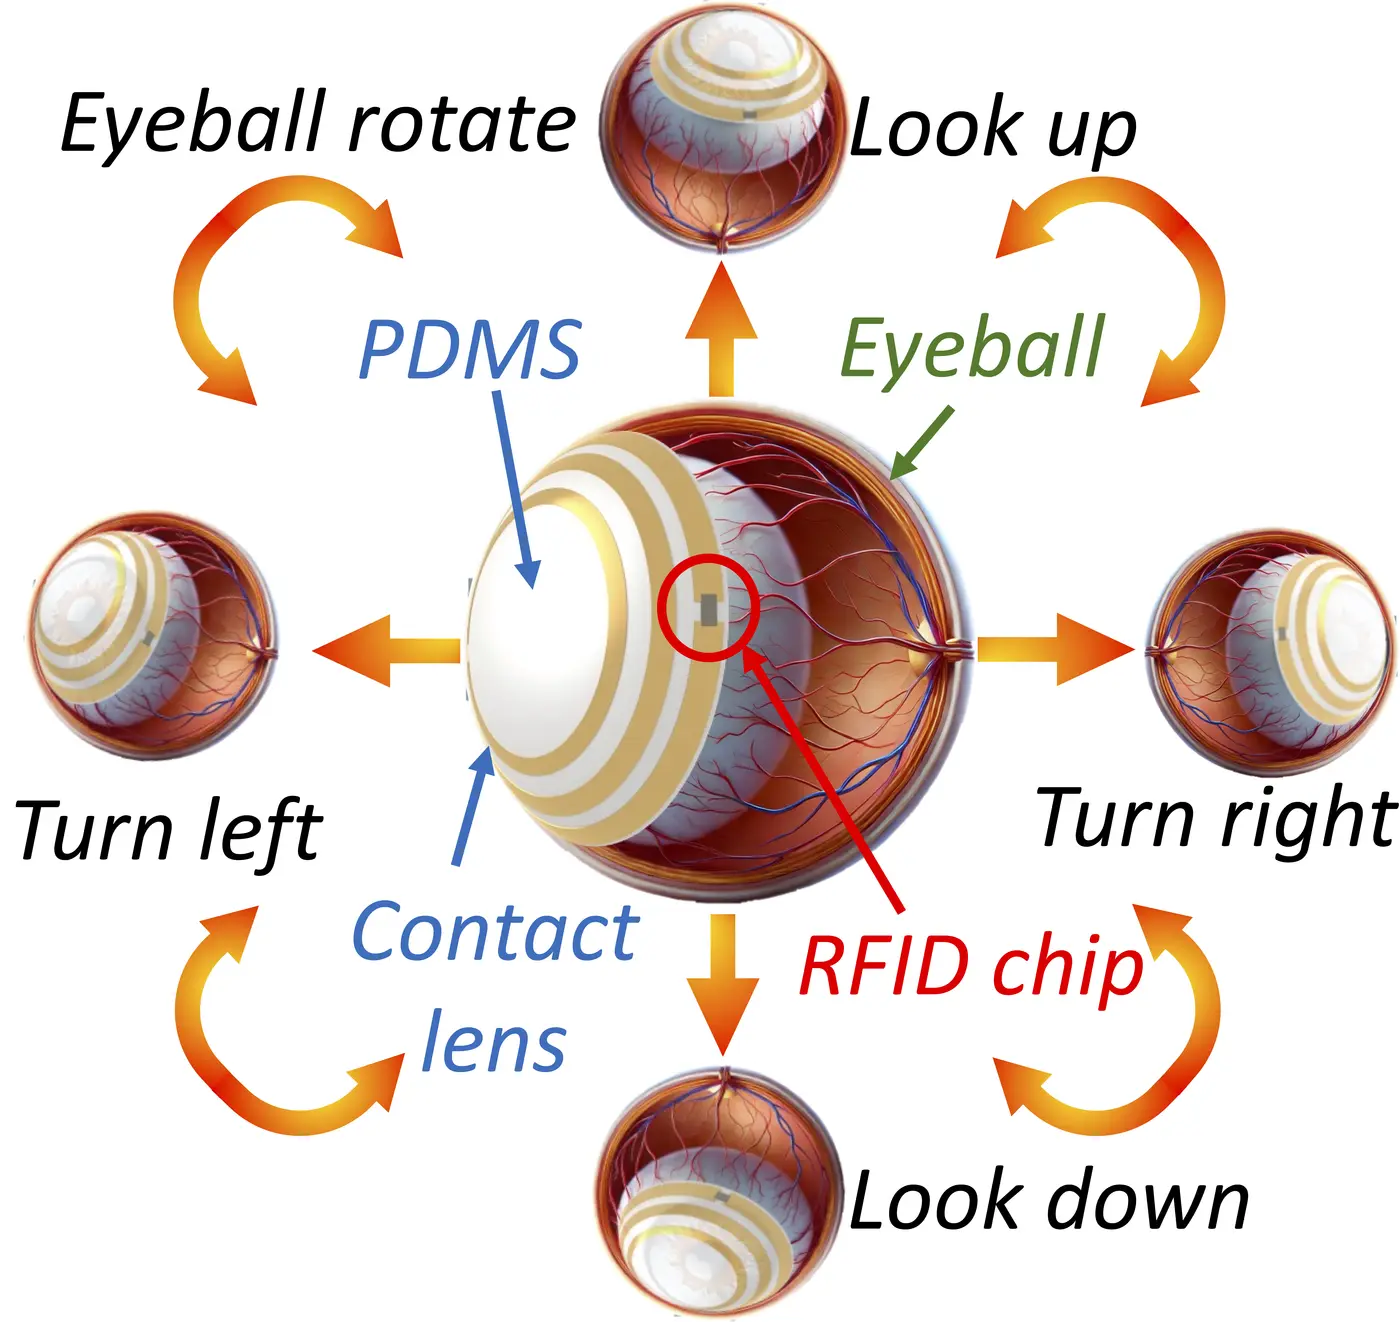 Eyeball rotate
Look up
PDMS
Eyeball
Turn left
Turn right
Contact
lens
RFID chip
Look down